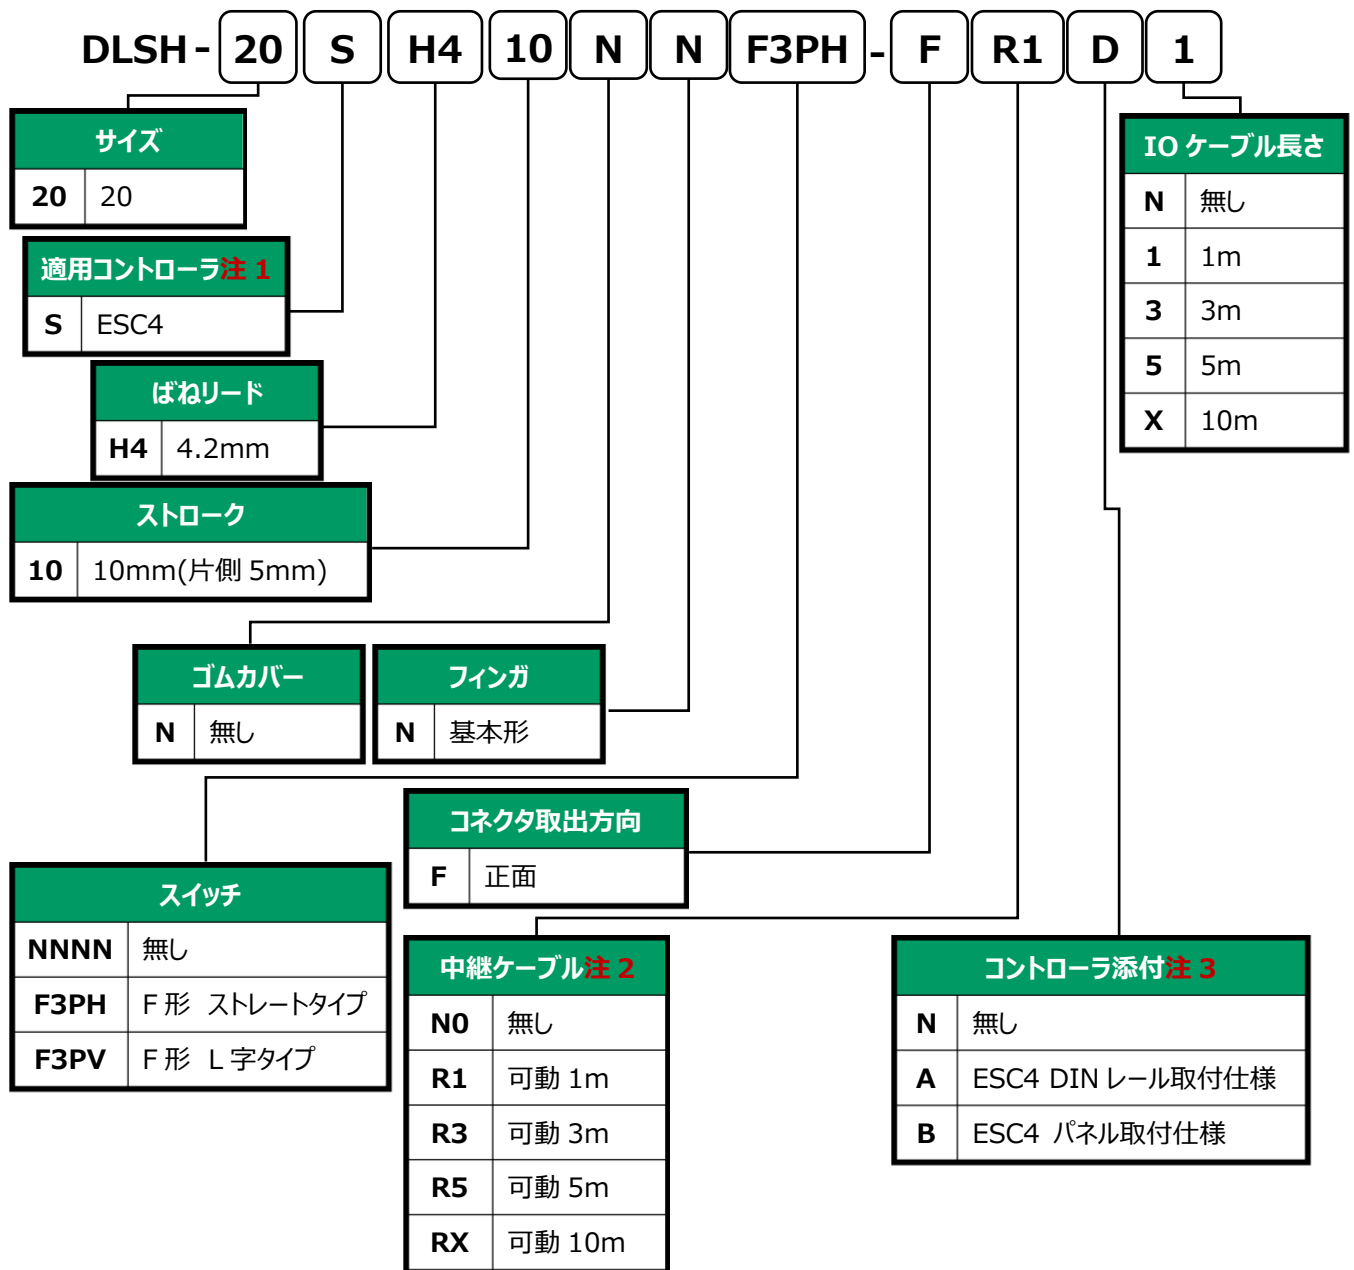 DLSH - 20 S H4 10 N N F3PH - F R1 D 1
サイズ
20 20
適用コントローラ注 1
S ESC4
ばねリード
H4 4.2mm
ストローク
10 10mm(片側 5mm)
ゴムカバー
N 無し
フィンガ
N 基本形
スイッチ
NNNN 無し
F3PH F 形 ストレートタイプ
F3PV F 形 L 字タイプ
コネクタ取出方向
F 正面
中継ケーブル注 2
N0 無し
R1 可動 1m
R3 可動 3m
R5 可動 5m
RX 可動 10m
コントローラ添付注 3
N 無し
A ESC4 DIN レール取付仕様
B ESC4 パネル取付仕様
IO ケーブル長さ
N 無し
1 1m
3 3m
5 5m
X 10m